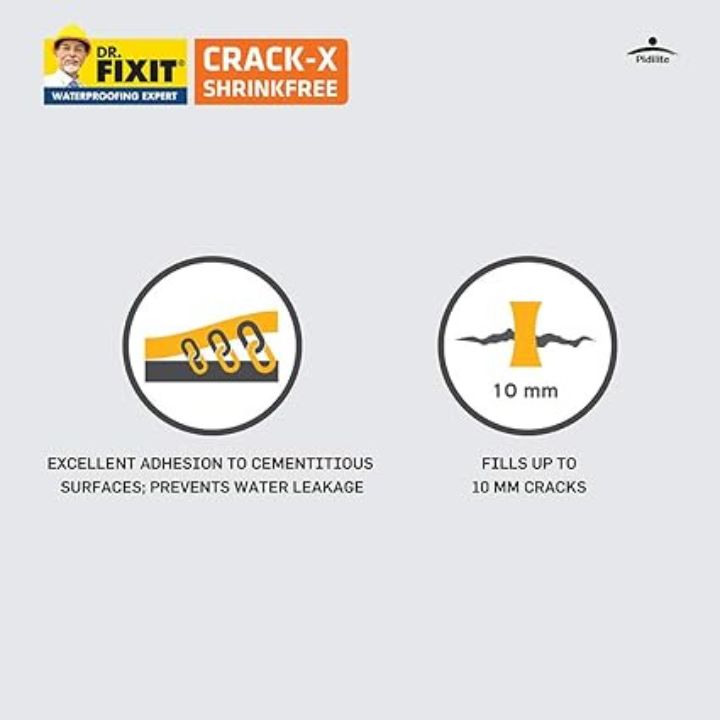 DR.
FIXIT®
WATERPROOFING EXPERT
CRACK-X
SHRINKFREE
Pidilite
10 mm
EXCELLENT ADHESION TO CEMENTITIOUS
SURFACES; PREVENTS WATER LEAKAGE
FILLS UP TO
10 MM CRACKS